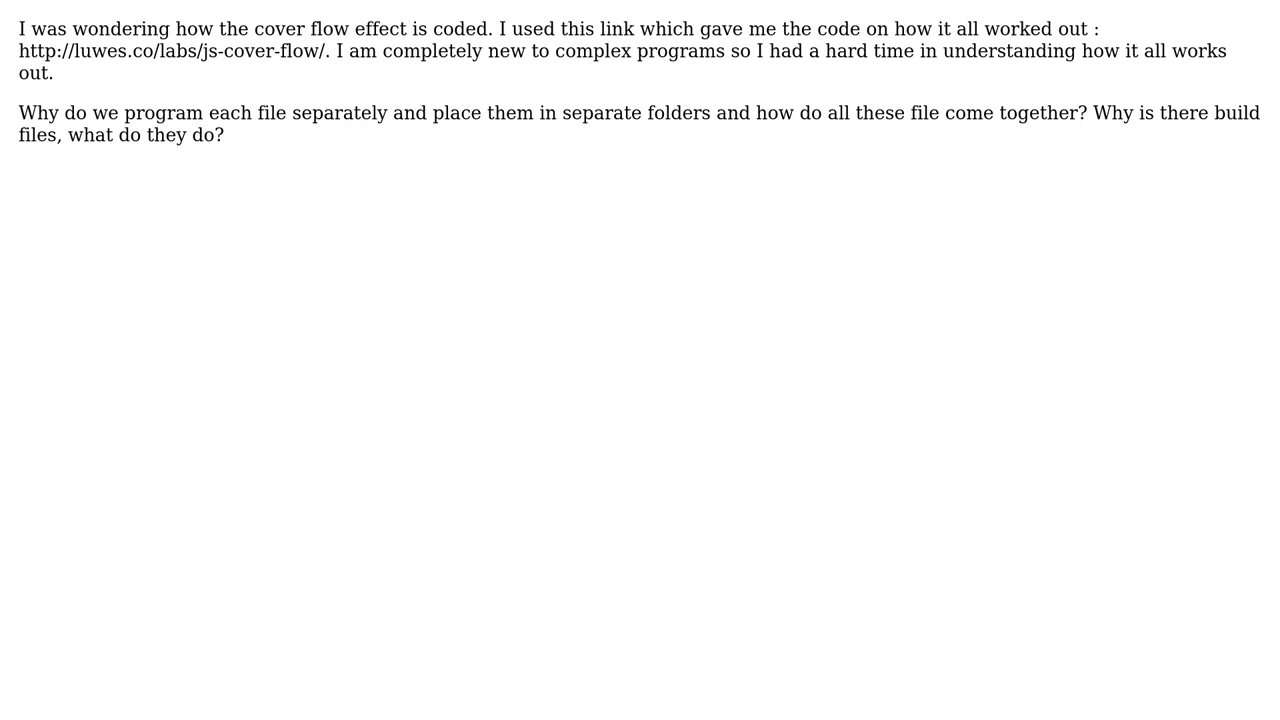 I was wondering how the cover flow effect is coded. I used this link which gave me the code on how it all worked out :
http://luwes.co/labs/js-cover-flow/. I am completely new to complex programs so I had a hard time in understanding how it all works
out.
Why do we program each file separately and place them in separate folders and how do all these file come together? Why is there build
files, what do they do?